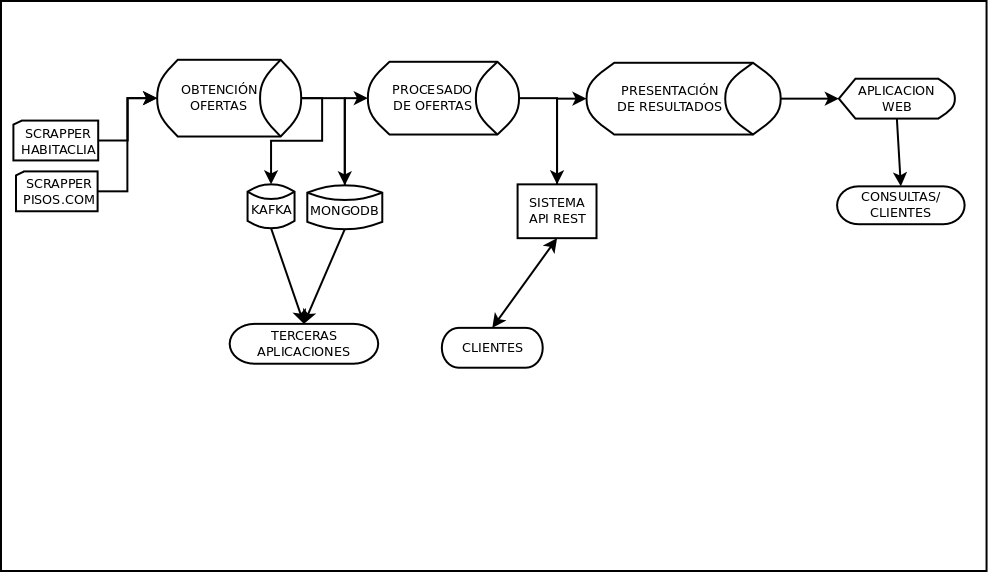 OBTENCIÓN
OFERTAS
PROCESADO
DE OFERTAS
PRESENTACIÓN
DE RESULTADOS
APLICACION
WEB
SCRAPPER
HABITACLIA
SCRAPPER
PISOS.COM
KAFKA
MONGODB
SISTEMA
API REST
CONSULTAS/
CLIENTES
TERCERAS
APLICACIONES
CLIENTES